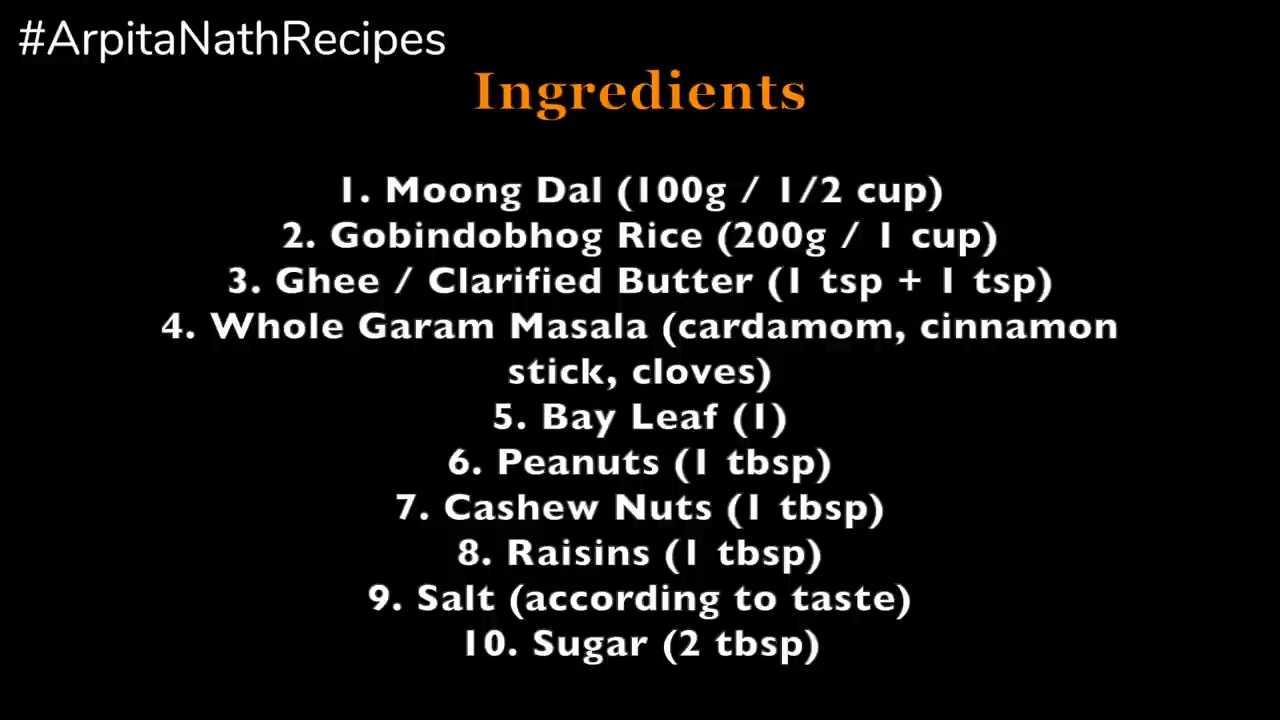 #ArpitaNathRecipes
Ingredients
1. Moong Dal (100g / 1/2 cup)
2. Gobindobhog Rice (200g / 1 cup)
3. Ghee / Clarified Butter (1 tsp + 1 tsp)
4. Whole Garam Masala (cardamom, cinnamon
stick, cloves)
5. Bay Leaf (1)
6. Peanuts (1 tbsp)
7. Cashew Nuts (1 tbsp)
8. Raisins (1 tbsp)
9. Salt (according to taste)
10. Sugar (2 tbsp)